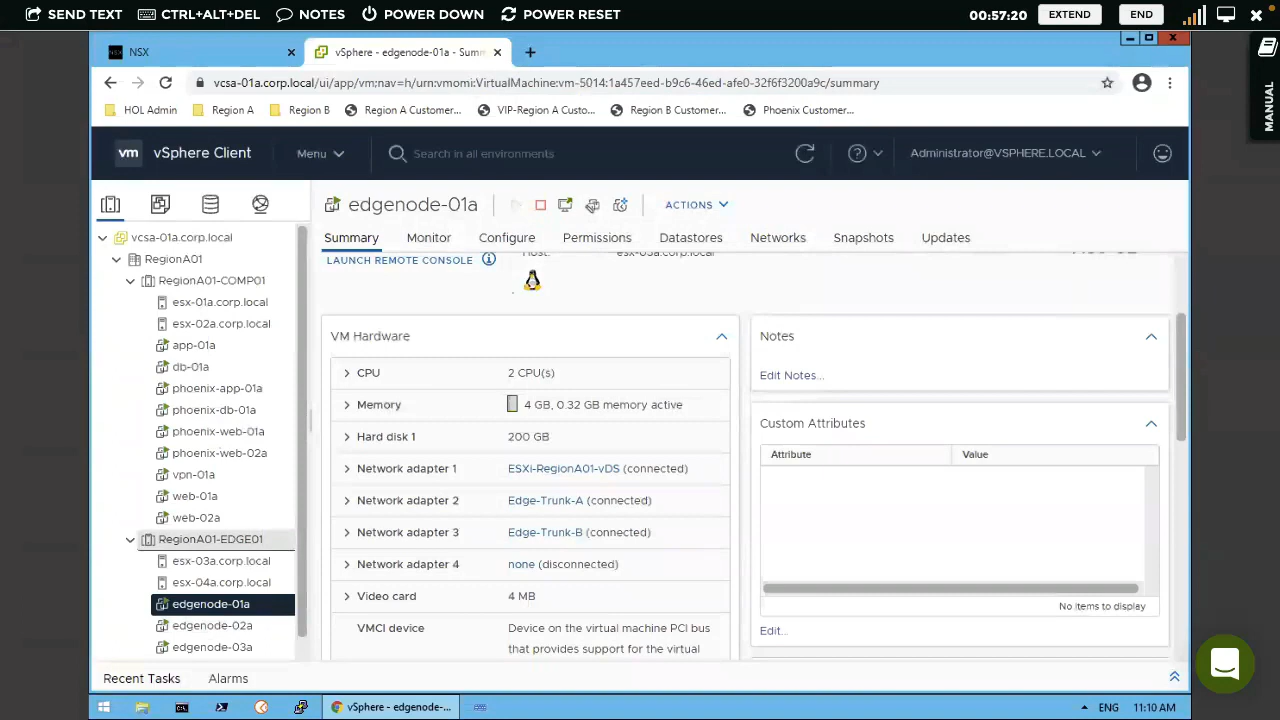 SEND TEXT CTRL+ALT+DEL NOTES POWER DOWN POWER RESET 00:57:20 EXTEND END
NSX vSphere - edgenode-01a - Summ
vcsa-01a.corp.local/ui/app/vm;nav=h/urn:vmomi:VirtualMachine:vm-5014:1a457eed-b9c6-46ed-afe0-32f6f3200a9c/summary
HOL Admin Region A Region B Region A Customer... VIP-Region A Custo... Region B Customer... Phoenix Customer...
MANUAL
vm vSphere Client Menu Search in all environments Administrator@VSPHERE.LOCAL
edgenode-01a ACTIONS
Summary Monitor Configure Permissions Datastores Networks Snapshots Updates
vcsa-01a.corp.local
RegionA01
RegionA01-COMP01
esx-01a.corp.local
esx-02a.corp.local
app-01a
db-01a
phoenix-app-01a
phoenix-db-01a
phoenix-web-01a
phoenix-web-02a
vpn-01a
web-01a
web-02a
RegionA01-EDGE01
esx-03a.corp.local
esx-04a.corp.local
edgenode-01a
edgenode-02a
edgenode-03a
LAUNCH REMOTE CONSOLE Host: esx-03a.corp.local
VM Hardware
CPU 2 CPU(s)
Memory 4 GB, 0.32 GB memory active
Hard disk 1 200 GB
Network adapter 1 ESXi-RegionA01-vDS (connected)
Network adapter 2 Edge-Trunk-A (connected)
Network adapter 3 Edge-Trunk-B (connected)
Network adapter 4 none (disconnected)
Video card 4 MB
VMCI device Device on the virtual machine PCI bus
that provides support for the virtual
Notes
Edit Notes...
Custom Attributes
Attribute Value
No items to display
Edit...
Recent Tasks Alarms
vSphere - edgenode-... ENG 11:10 AM